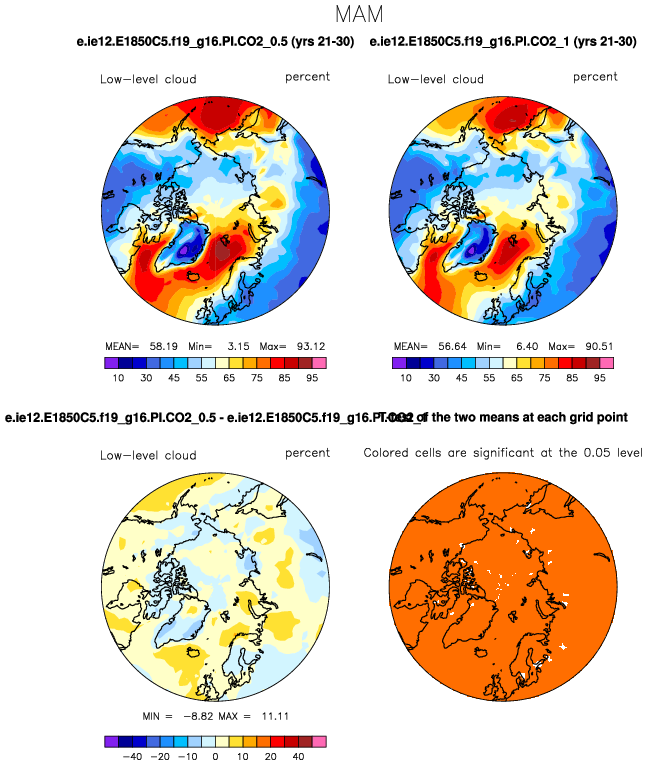 MAM
e.ie12.E1850C5.f19_g16.PI.CO2_0.5 (yrs 21-30)
e.ie12.E1850C5.f19_g16.PI.CO2_1 (yrs 21-30)
Low-level cloud percent
Low-level cloud percent
MEAN= 58.19 Min= 3.15 Max= 93.12
MEAN= 56.64 Min= 6.40 Max= 90.51
10 30 45 55 65 75 85 95
10 30 45 55 65 75 85 95
e.ie12.E1850C5.f19_g16.PI.CO2_0.5 - e.ie12.E1850C5.f19_g16.PI.CO2_1
T-test of the two means at each grid point
Low-level cloud percent
Colored cells are significant at the 0.05 level
MIN = -8.82 MAX = 11.11
-40 -20 -10 0 10 20 40